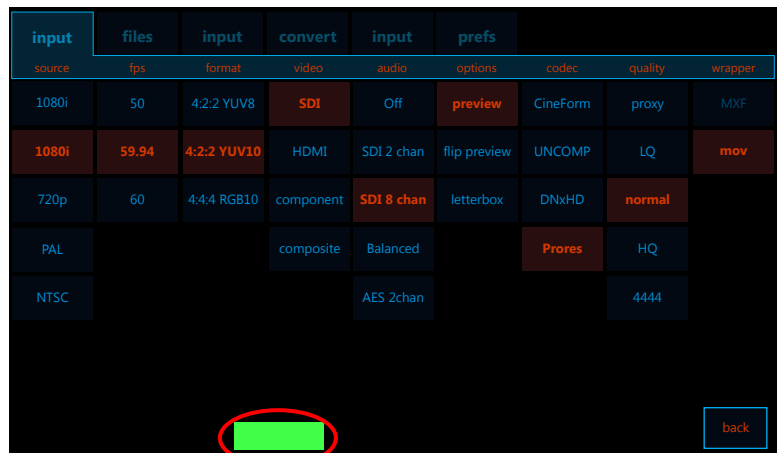 input files input convert input prefs
source fps format video audio options codec quality wrapper
1080i 50 4:2:2 YUV8 SDI Off preview CineForm proxy MXF
1080i 59.94 4:2:2 YUV10 HDMI SDI 2 chan flip preview UNCOMP LQ mov
720p 60 4:4:4 RGB10 component SDI 8 chan letterbox DNxHD normal
PAL composite Balanced Prores HQ
NTSC AES 2chan 4444
back